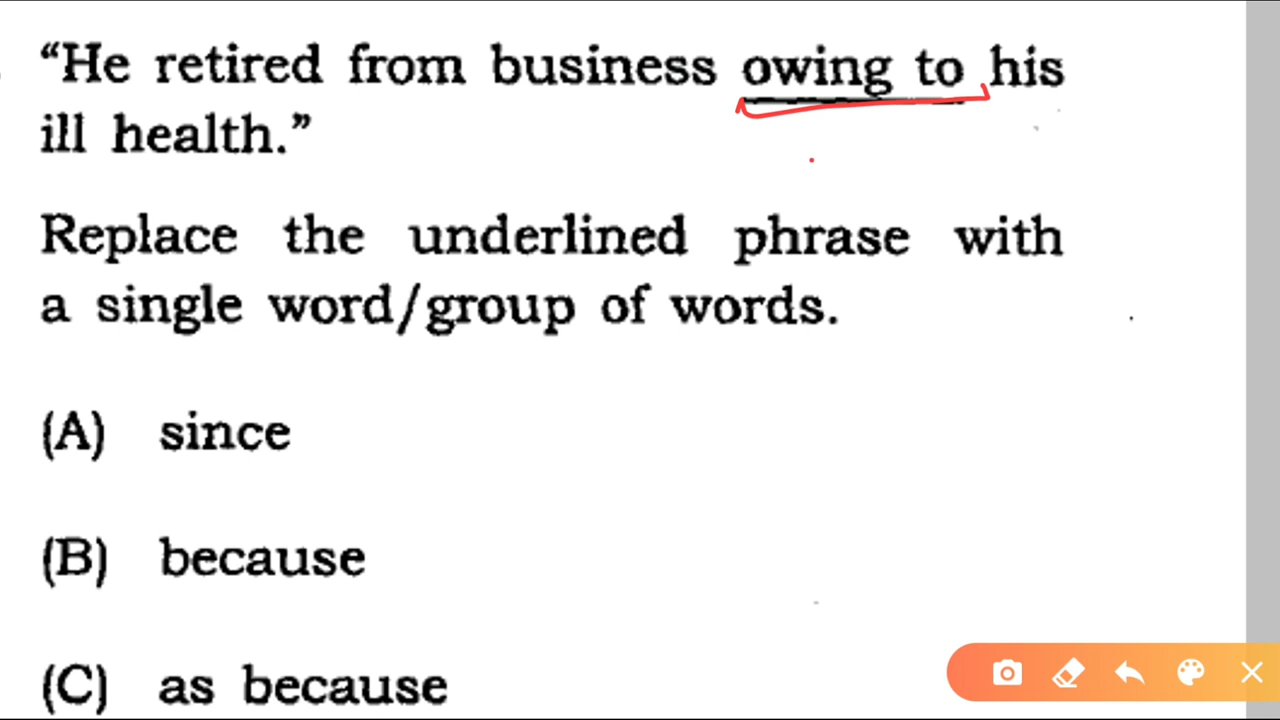 “He retired from business owing to his
ill health.”
Replace the underlined phrase with
a single word/group of words.
(A) since
(B) because
(C) as because